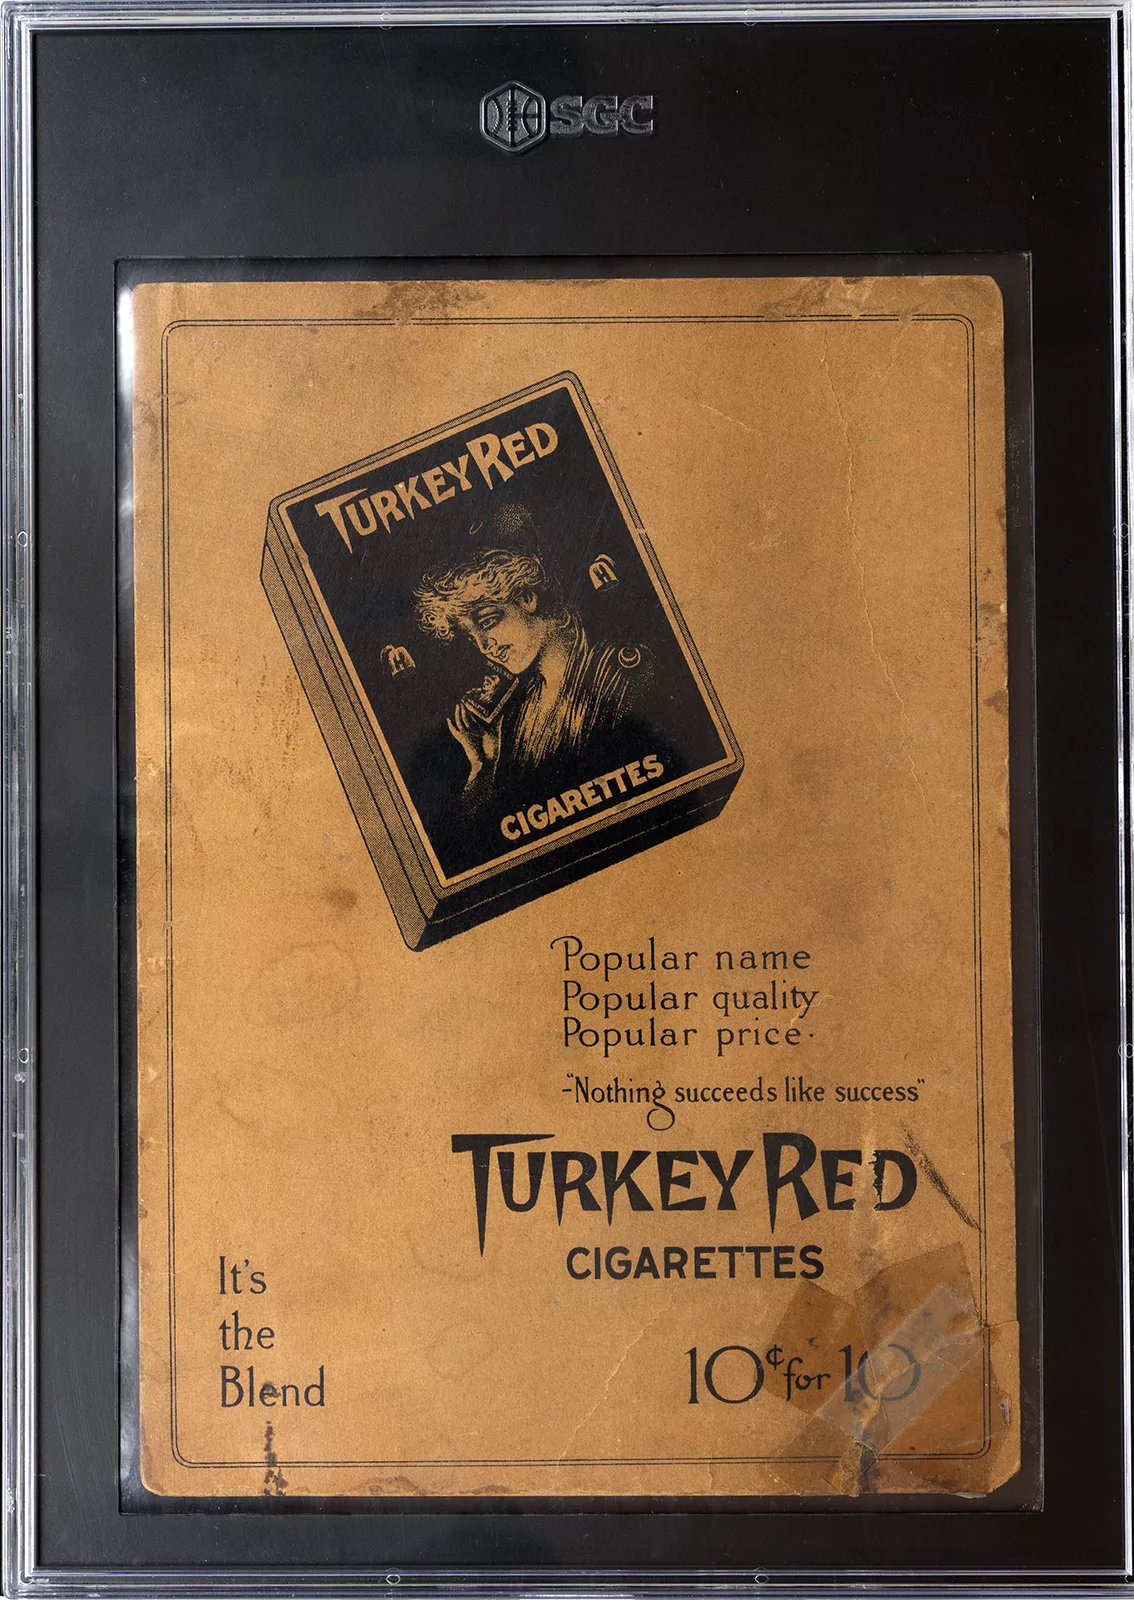 SGC
TURKEY RED
CIGARETTES
Popular name
Popular quality
Popular price.
-"Nothing succeeds like success"
TURKEY RED
CIGARETTES
It's
the
Blend
10¢ for 10